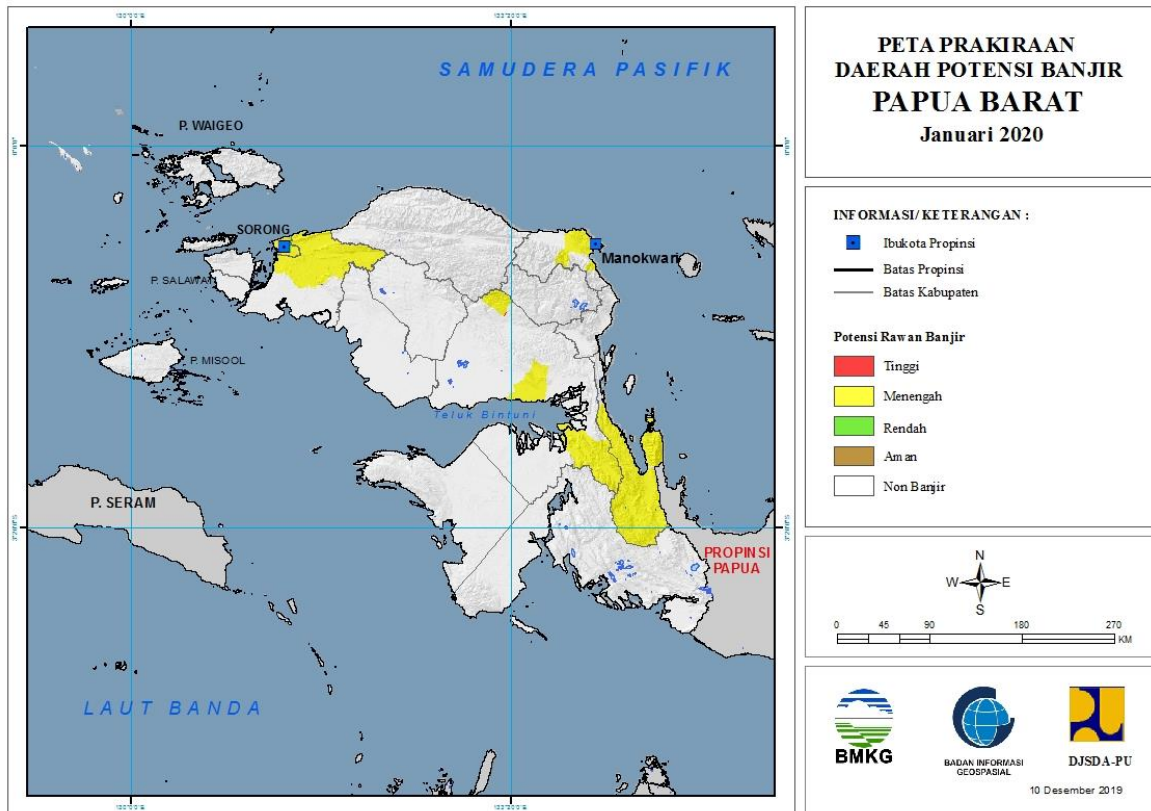 PETA PRAKIRAAN
DAERAH POTENSI BANJIR
PAPUA BARAT
Januari 2020
INFORMASI/ KETERANGAN :
Ibukota Propinsi
Batas Propinsi
Batas Kabupaten
Potensi Rawan Banjir
Tinggi
Menengah
Rendah
Aman
Non Banjir
N
W E
S
0 45 90 180 270
KM
BMKG
BADAN INFORMASI
GEOSPASIAL
DJSDA-PU
10 Desember 2019
SAMUDERA PASIFIK
P. WAIGEO
SORONG
Manokwari
P. SALAWATI
P. MISOOL
Teluk Bintuni
P. SERAM
PROPINSI
PAPUA
LAUT BANDA